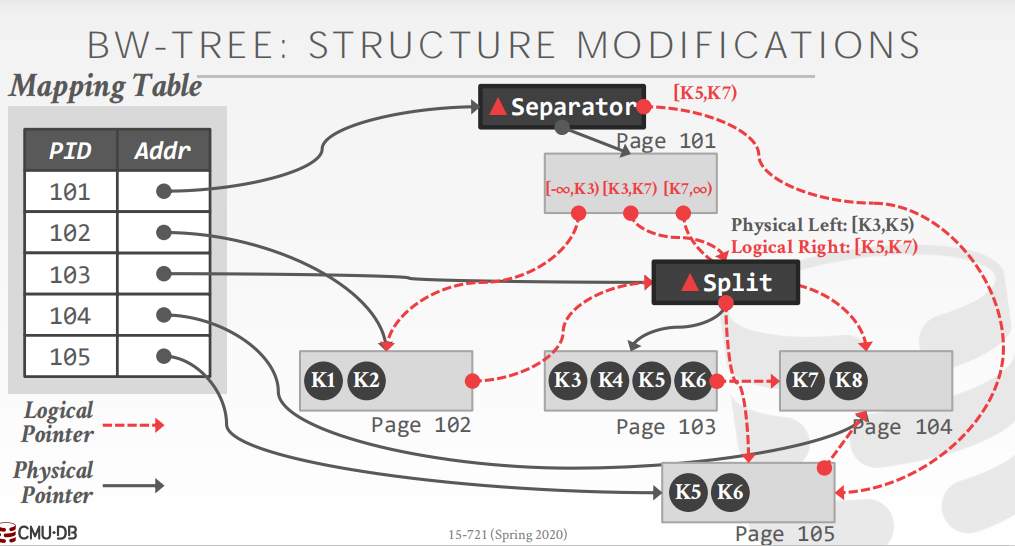 BW-TREE: STRUCTURE MODIFICATIONS
Mapping Table
PID Addr
101
102
103
104
105
▲Separator
[K5,K7)
Page 101
[-∞,K3) [K3,K7) [K7,∞)
Physical Left: [K3,K5)
Logical Right: [K5,K7)
▲Split
K1 K2
Page 102
K3 K4 K5 K6
Page 103
K7 K8
Page 104
K5 K6
Page 105
Logical
Pointer
Physical
Pointer
CMU·DB
15-721 (Spring 2020)